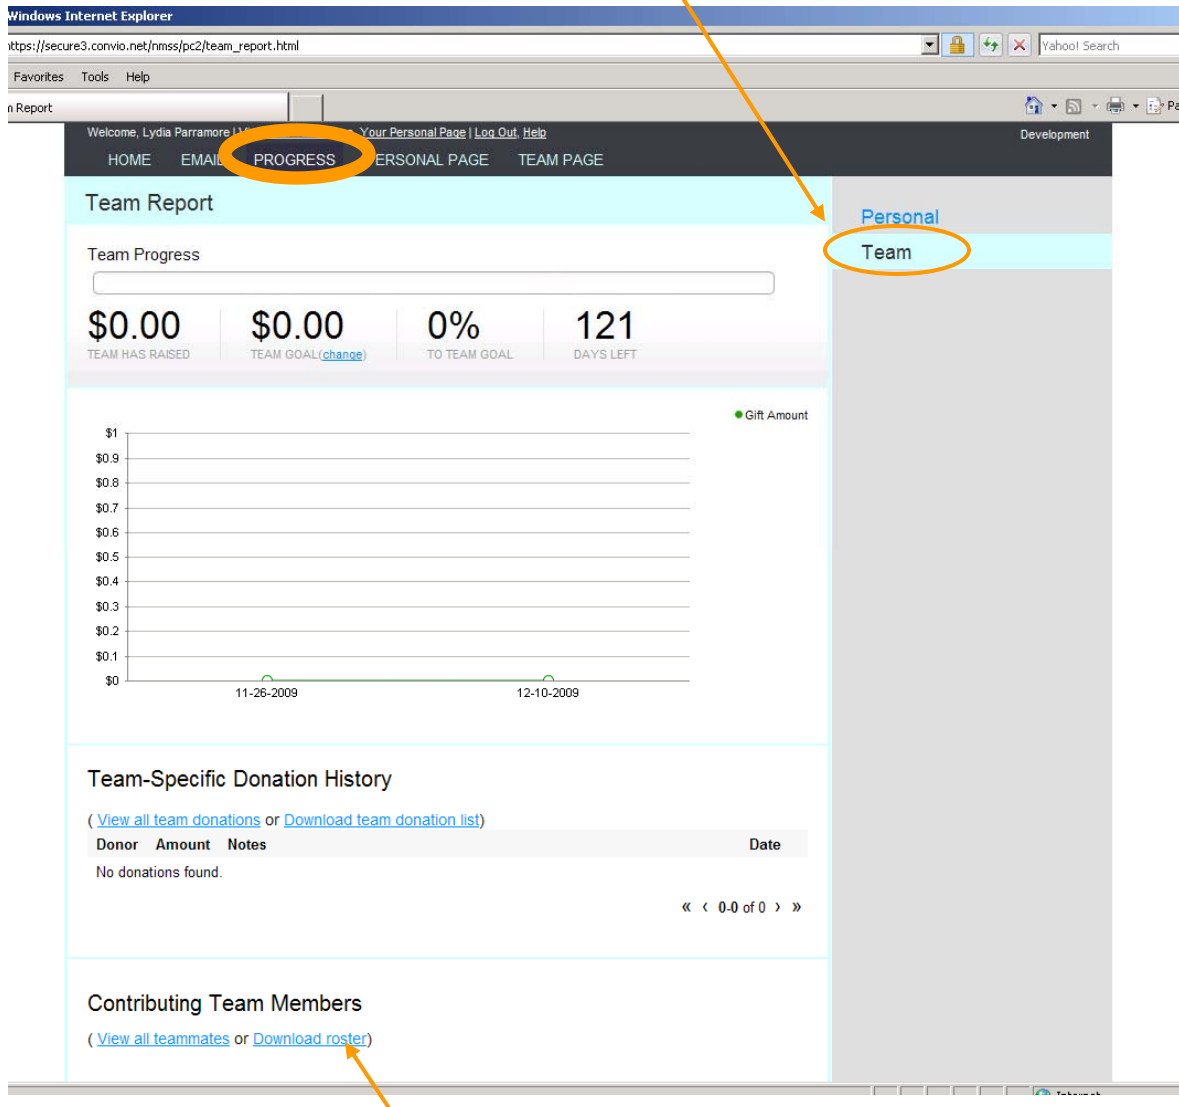 Windows Internet Explorer
https://secure3.convio.net/nmss/pc2/team_report.html
Yahoo! Search
Favorites Tools Help
Report
Welcome, Lydia Parramore | Your Personal Page | Log Out, Help
Development
HOME EMAIL PROGRESS PERSONAL PAGE TEAM PAGE
Team Report
Personal
Team Progress
Team
$0.00 $0.00 0% 121
TEAM HAS RAISED TEAM GOAL(change) TO TEAM GOAL DAYS LEFT
Gift Amount
$1
$0.9
$0.8
$0.7
$0.6
$0.5
$0.4
$0.3
$0.2
$0.1
$0
11-26-2009 12-10-2009
Team-Specific Donation History
( View all team donations or Download team donation list)
Donor Amount Notes Date
No donations found.
« ‹ 0-0 of 0 › »
Contributing Team Members
( View all teammates or Download roster)